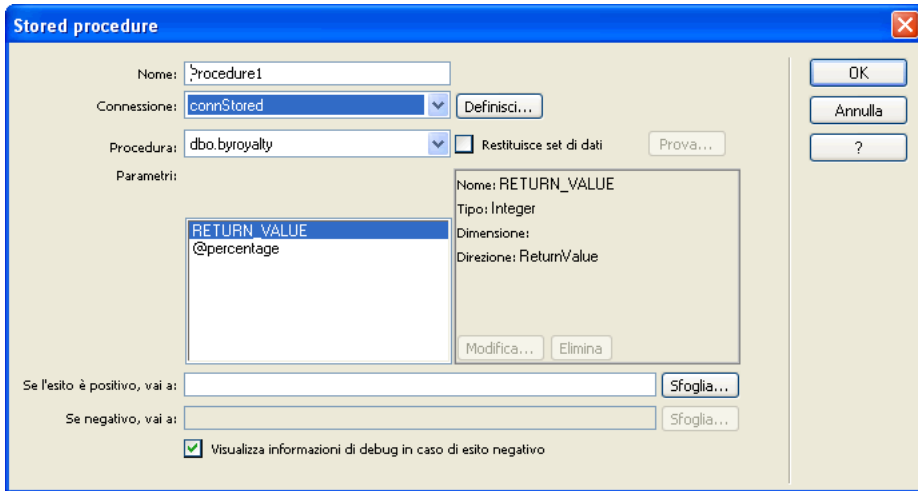 Stored procedure
Nome: Procedure1
OK
Connessione: connStored Definisci...
Annulla
Procedura: dbo.byroyalty Restituisce set di dati Prova...
?
Parametri:
RETURN_VALUE
@percentage
Nome: RETURN_VALUE
Tipo: Integer
Dimensione:
Direzione: ReturnValue
Modifica... Elimina
Se l'esito è positivo, vai a: Sfoglia...
Se negativo, vai a: Sfoglia...
Visualizza informazioni di debug in caso di esito negativo